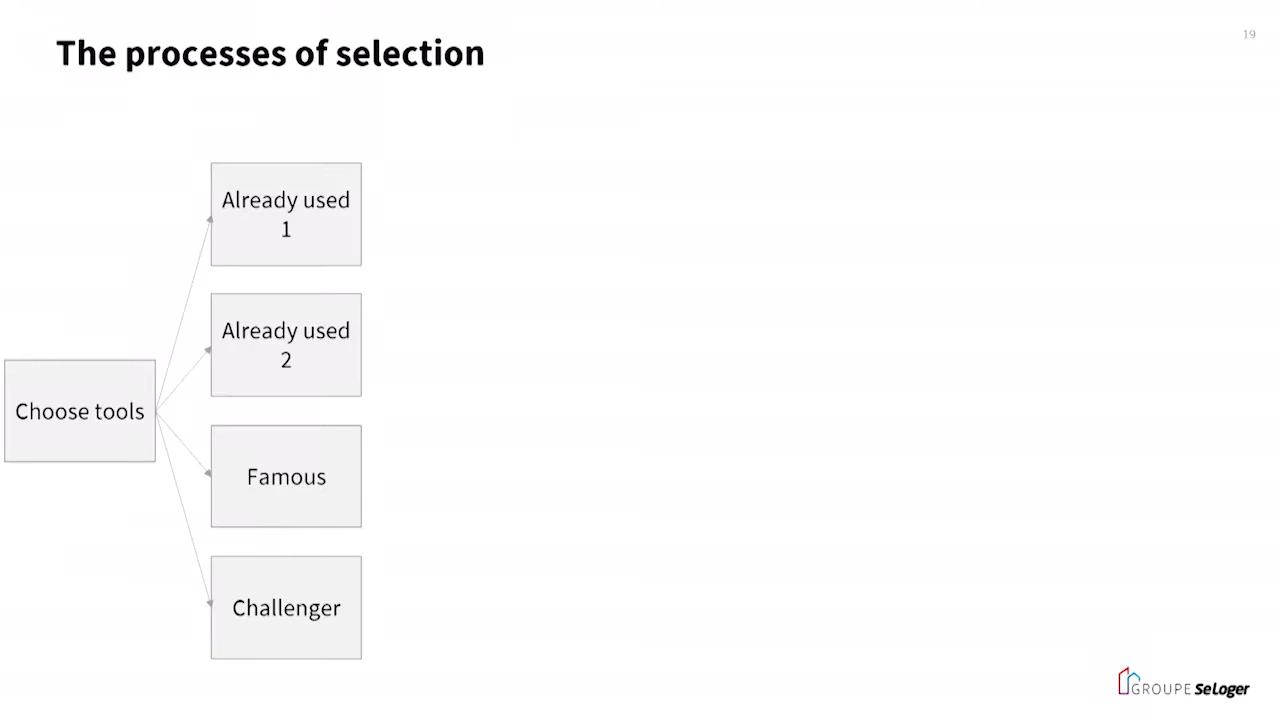 The processes of selection
19
Already used
1
Already used
2
Choose tools
Famous
Challenger
GROUPE SeLoger